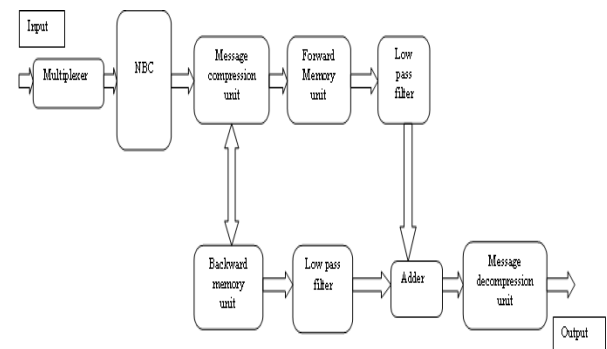 Input
Multiplexer
NBC
Message
compression
unit
Forward
Memory
unit
Low
pass
filter
Backward
memory
unit
Low pass
filter
Adder
Message
decompression
unit
Output